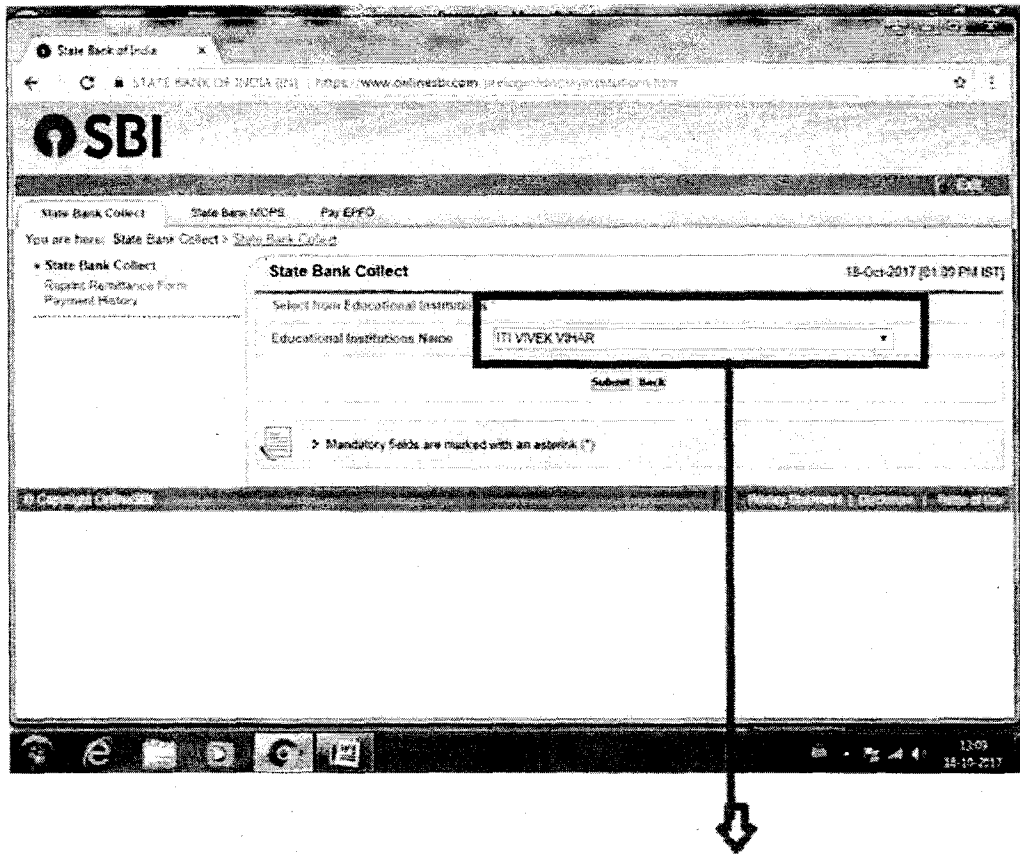 State Bank of India
STATE BANK OF INDIA [IN] | https://www.onlinesbi.com
SBI
Exit
State Bank Collect State Bank MOPS Pay EPFO
You are here: State Bank Collect > State Bank Collect
State Bank Collect
Reprint Remittance Form
Payment History
State Bank Collect 18-Oct-2017 [01:09 PM IST]
Select from Educational Institutions
Educational Institutions Name ITI VIVEK VIHAR
Submit Back
> Mandatory fields are marked with an asterisk (*)
© Copyright OnlineSBI Privacy Statement | Disclosure | Terms of Use
13:09
18-10-2017